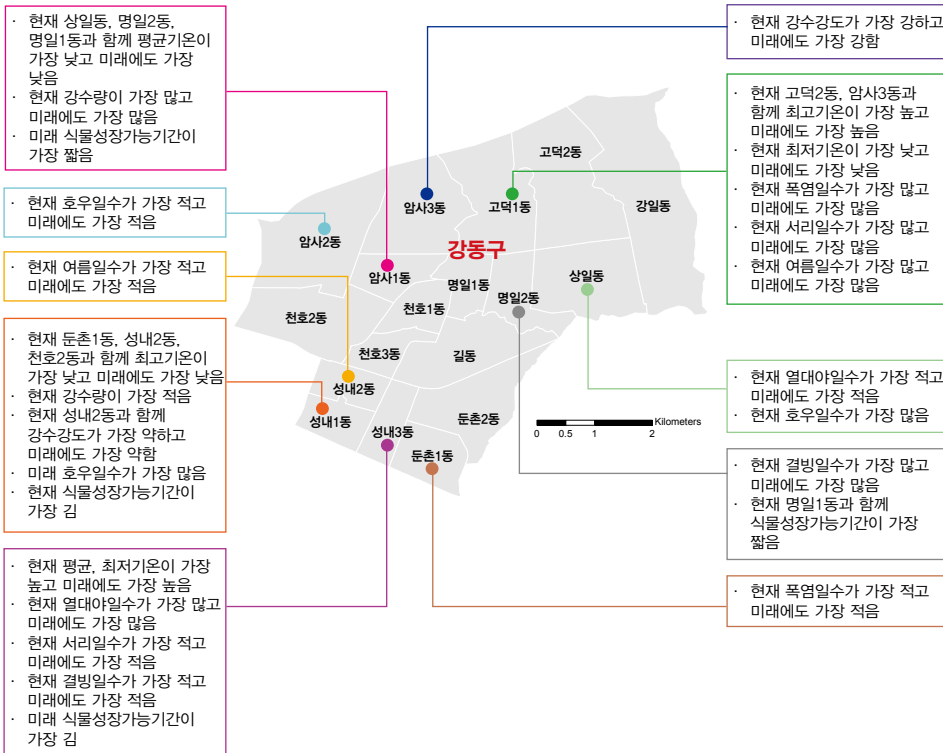 · 현재 상일동, 명일2동,
명일1동과 함께 평균기온이
가장 낮고 미래에도 가장
낮음
· 현재 강수량이 가장 많고
미래에도 가장 많음
· 미래 식물성장가능기간이
가장 짧음
· 현재 호우일수가 가장 적고
미래에도 가장 적음
· 현재 여름일수가 가장 적고
미래에도 가장 적음
· 현재 둔촌1동, 성내2동,
천호2동과 함께 최고기온이
가장 낮고 미래에도 가장 낮음
· 현재 강수량이 가장 적음
· 현재 성내2동과 함께
강수강도가 가장 약하고
미래에도 가장 약함
· 미래 호우일수가 가장 많음
· 현재 식물성장가능기간이
가장 김
· 현재 평균, 최저기온이 가장
높고 미래에도 가장 높음
· 현재 열대야일수가 가장 많고
미래에도 가장 많음
· 현재 서리일수가 가장 적고
미래에도 가장 적음
· 현재 결빙일수가 가장 적고
미래에도 가장 적음
· 미래 식물성장가능기간이
가장 김
고덕2동
암사3동
고덕1동
강일동
암사2동
강동구
암사1동
명일1동
상일동
명일2동
천호2동
천호1동
천호3동
길동
성내2동
성내1동
성내3동
둔촌2동
둔촌1동
Kilometers
0 0.5 1 2
· 현재 강수강도가 가장 강하고
미래에도 가장 강함
· 현재 고덕2동, 암사3동과
함께 최고기온이 가장 높고
미래에도 가장 높음
· 현재 최저기온이 가장 낮고
미래에도 가장 낮음
· 현재 폭염일수가 가장 많고
미래에도 가장 많음
· 현재 서리일수가 가장 많고
미래에도 가장 많음
· 현재 여름일수가 가장 많고
미래에도 가장 많음
· 현재 열대야일수가 가장 적고
미래에도 가장 적음
· 현재 호우일수가 가장 많음
· 현재 결빙일수가 가장 많고
미래에도 가장 많음
· 현재 명일1동과 함께
식물성장가능기간이 가장
짧음
· 현재 폭염일수가 가장 적고
미래에도 가장 적음